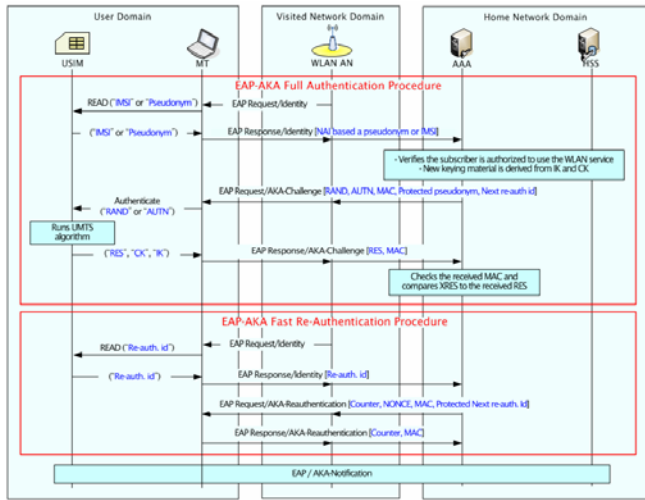 User Domain
Visited Network Domain
Home Network Domain
USIM
MT
WLAN AN
AAA
HSS
EAP-AKA Full Authentication Procedure
READ ("IMSI" or "Pseudonym")
EAP Request/Identity
("IMSI" or "Pseudonym")
EAP Response/Identity [NAI based a pseudonym or IMSI]
- Verifies the subscriber is authorized to use the WLAN service
- New keying material is derived from IK and CK
EAP Request/AKA-Challenge [RAND, AUTN, MAC, Protected pseudonym, Next re-auth id]
Authenticate
("RAND" or "AUTN")
Runs UMTS
algorithm
("RES", "CK", "IK")
EAP Response/AKA-Challenge [RES, MAC]
Checks the received MAC and
compares XRES to the received RES
EAP-AKA Fast Re-Authentication Procedure
EAP Request/Identity
READ ("Re-auth. id")
("Re-auth. id")
EAP Response/Identity [Re-auth. id]
EAP Request/AKA-Reauthentication [Counter, NONCE, MAC, Protected Next re-auth. Id]
EAP Response/AKA-Reauthentication [Counter, MAC]
EAP / AKA-Notification